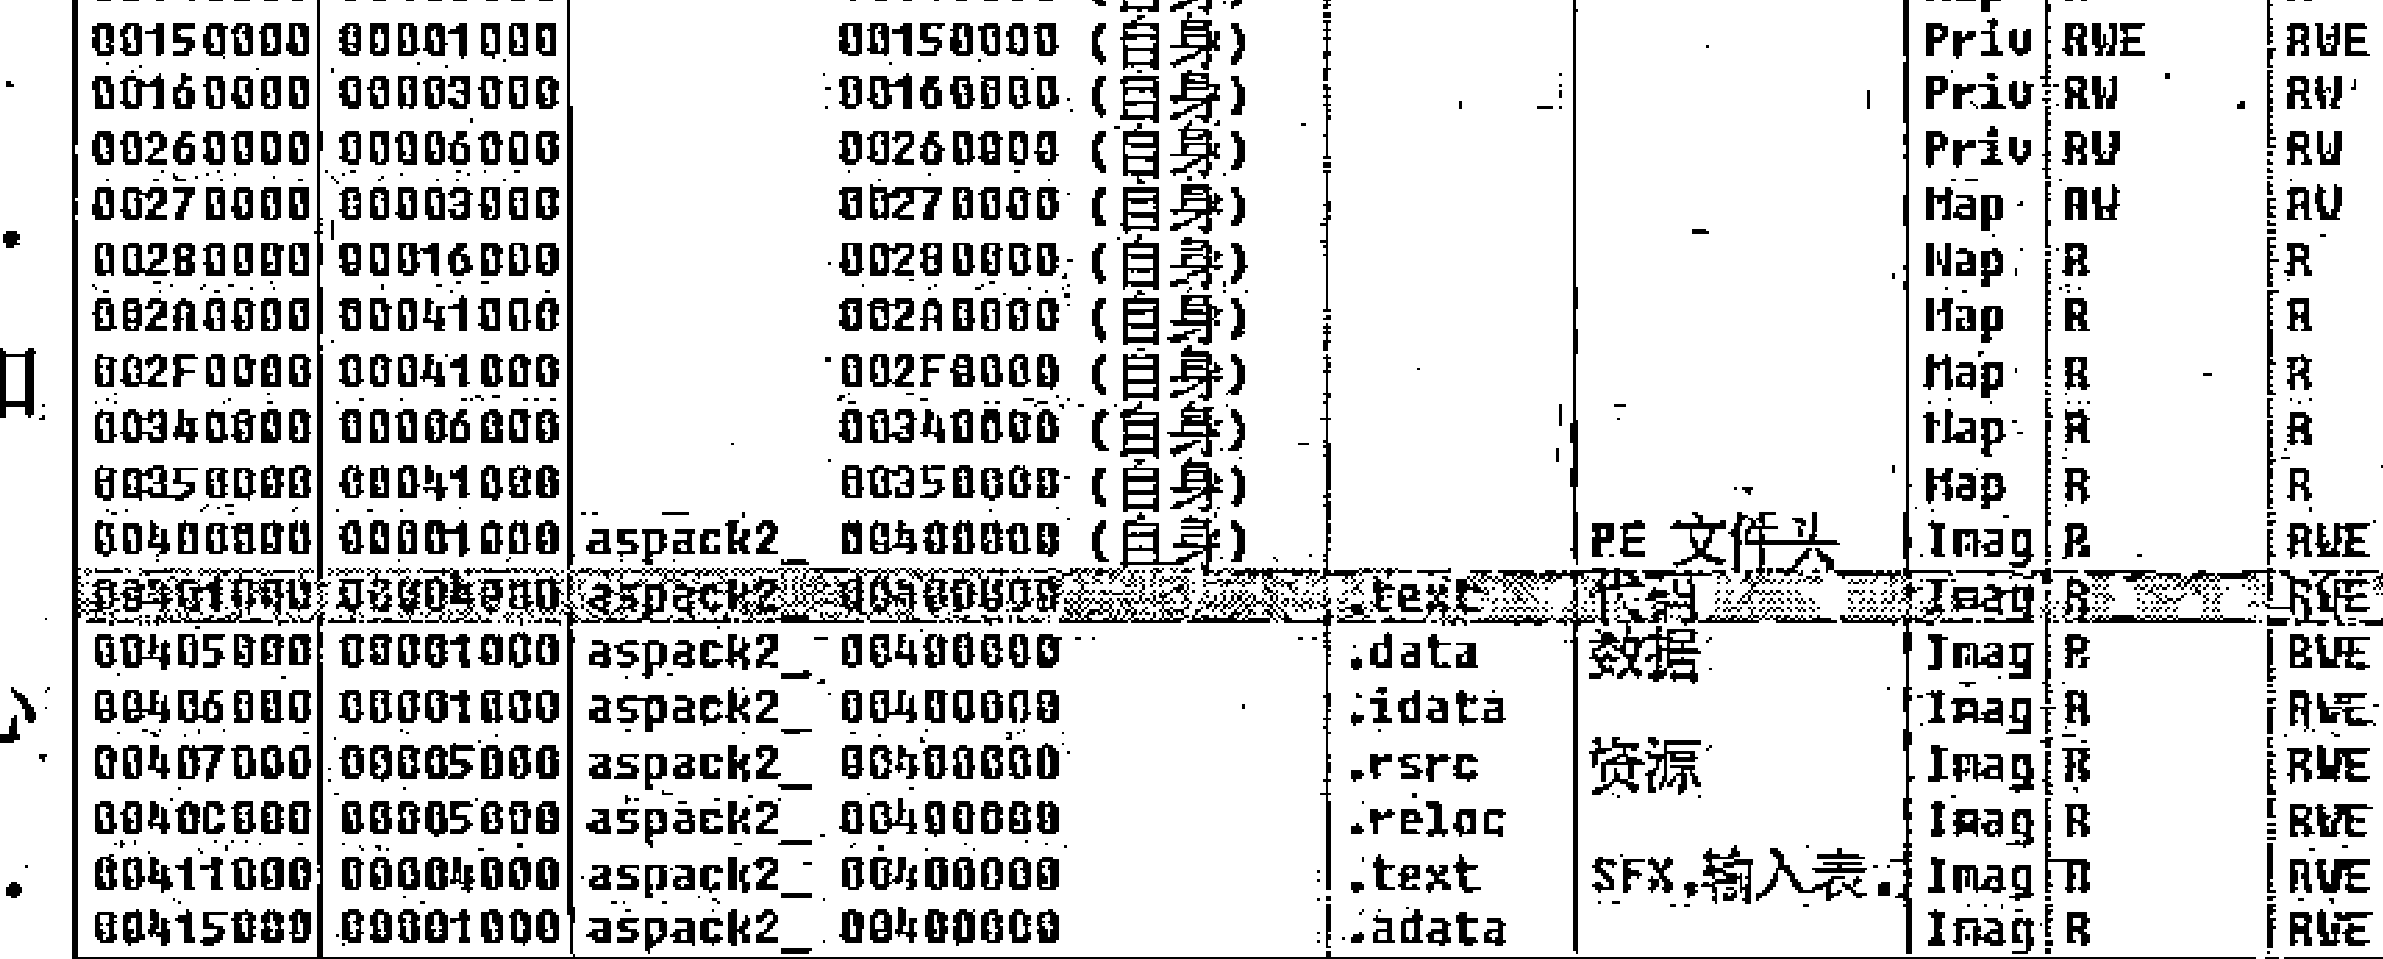 00150000 00001000 00150000 (自身) Priv RWE RWE
00160000 00003000 00160000 (自身) Priv RW RW
00260000 00006000 00260000 (自身) Priv RW RW
00270000 00003000 00270000 (自身) Map RW RW
00280000 00016000 00280000 (自身) Map R R
002A0000 00041000 002A0000 (自身) Map R R
002F0000 00041000 002F0000 (自身) Map R R
00340000 00006000 00340000 (自身) Map R R
00350000 00041000 00350000 (自身) Map R R
00400000 00001000 aspack2_ 00400000 (自身) PE 文件头 Imag R RWE
00401000 00004000 aspack2_ 00400000 .text 代码 Imag R RWE
00405000 00001000 aspack2_ 00400000 .data 数据 Imag R RWE
00406000 00001000 aspack2_ 00400000 .idata Imag R RWE
00407000 00005000 aspack2_ 00400000 .rsrc 资源 Imag R RWE
0040C000 00005000 aspack2_ 00400000 .reloc Imag R RWE
00411000 00004000 aspack2_ 00400000 .text SFX,输入表. Imag R RWE
00415000 00001000 aspack2_ 00400000 .adata Imag R RWE